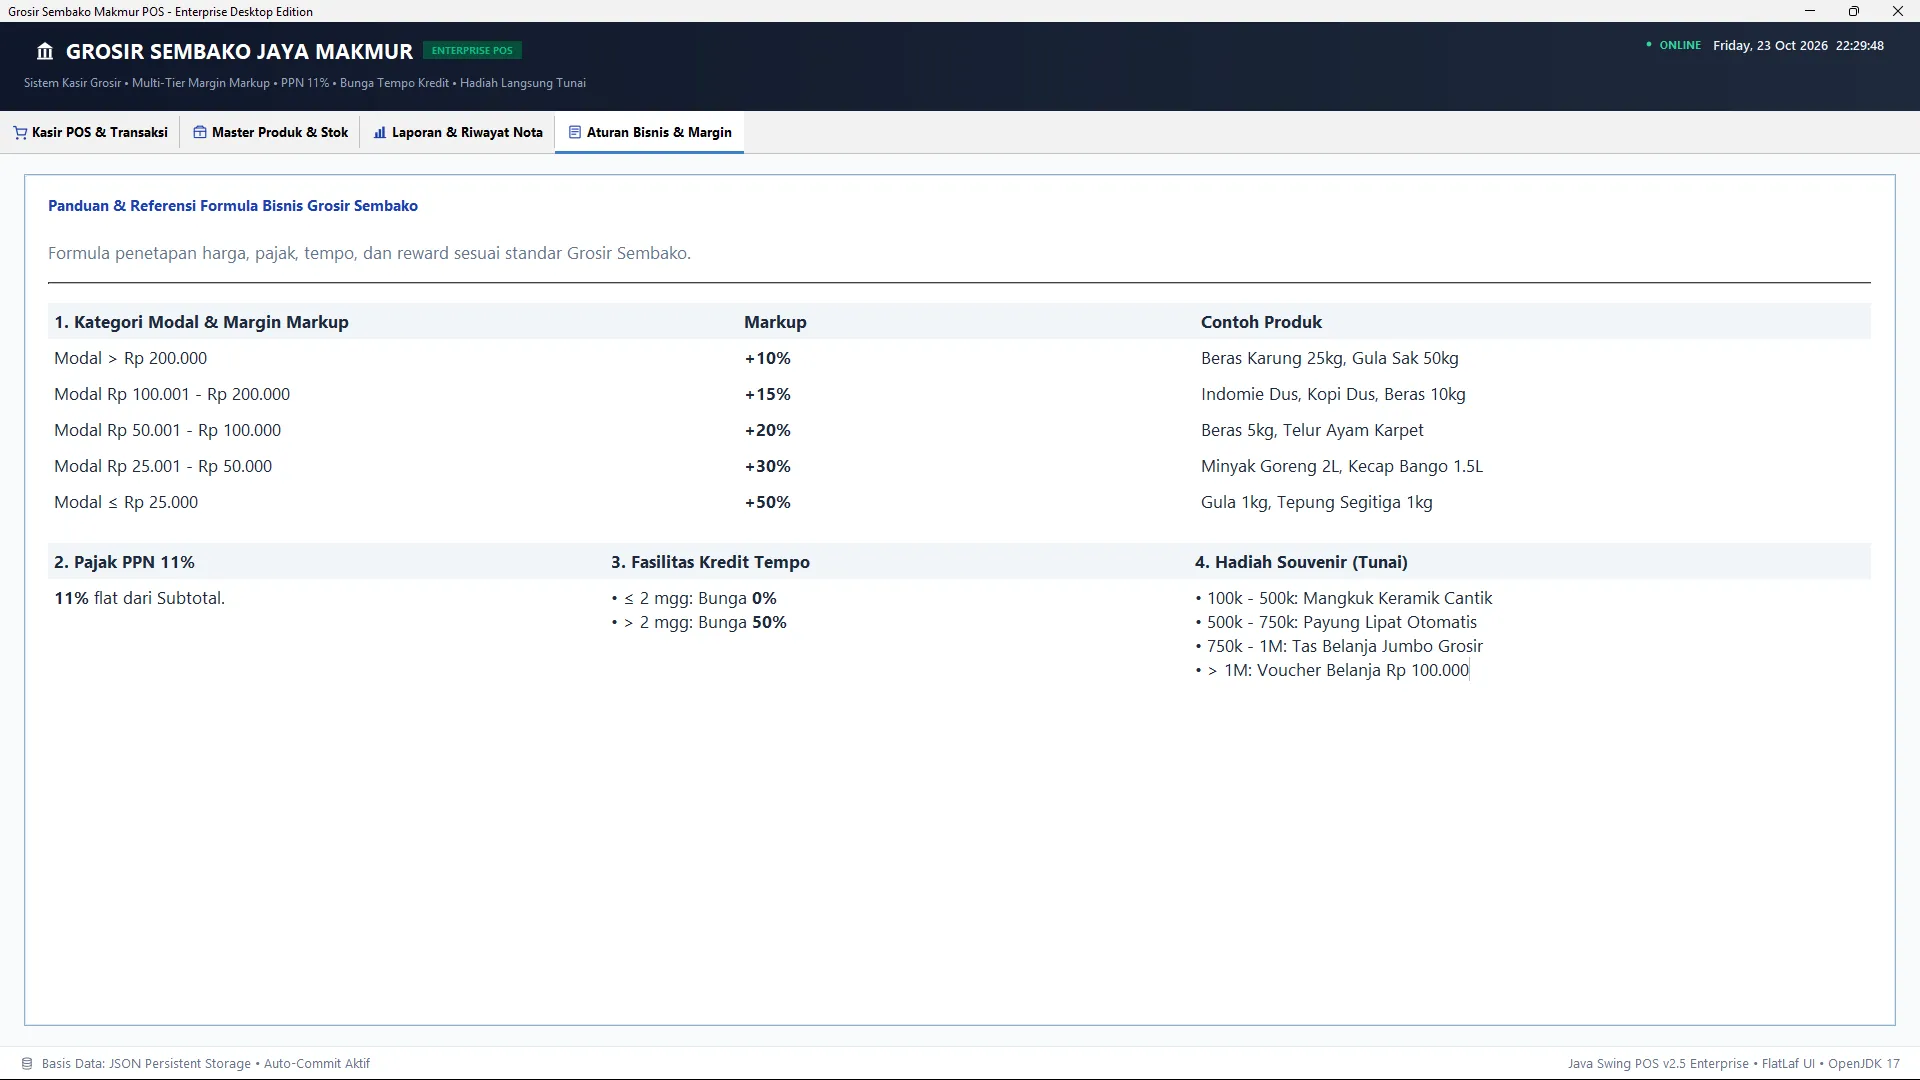 Grosir Sembako Makmur POS - Enterprise Desktop Edition
GROSIR SEMBAKO JAYA MAKMUR ENTERPRISE POS
• ONLINE Friday, 23 Oct 2026 22:29:48
Sistem Kasir Grosir • Multi-Tier Margin Markup • PPN 11% • Bunga Tempo Kredit • Hadiah Langsung Tunai
Kasir POS & Transaksi Master Produk & Stok Laporan & Riwayat Nota Aturan Bisnis & Margin
Panduan & Referensi Formula Bisnis Grosir Sembako
Formula penetapan harga, pajak, tempo, dan reward sesuai standar Grosir Sembako.
1. Kategori Modal & Margin Markup Markup Contoh Produk
Modal > Rp 200.000 +10% Beras Karung 25kg, Gula Sak 50kg
Modal Rp 100.001 - Rp 200.000 +15% Indomie Dus, Kopi Dus, Beras 10kg
Modal Rp 50.001 - Rp 100.000 +20% Beras 5kg, Telur Ayam Karpet
Modal Rp 25.001 - Rp 50.000 +30% Minyak Goreng 2L, Kecap Bango 1.5L
Modal ≤ Rp 25.000 +50% Gula 1kg, Tepung Segitiga 1kg
2. Pajak PPN 11%
11% flat dari Subtotal.
3. Fasilitas Kredit Tempo
• ≤ 2 mgg: Bunga 0%
• > 2 mgg: Bunga 50%
4. Hadiah Souvenir (Tunai)
• 100k - 500k: Mangkuk Keramik Cantik
• 500k - 750k: Payung Lipat Otomatis
• 750k - 1M: Tas Belanja Jumbo Grosir
• > 1M: Voucher Belanja Rp 100.000
Basis Data: JSON Persistent Storage • Auto-Commit Aktif
Java Swing POS v2.5 Enterprise • FlatLaf UI • OpenJDK 17